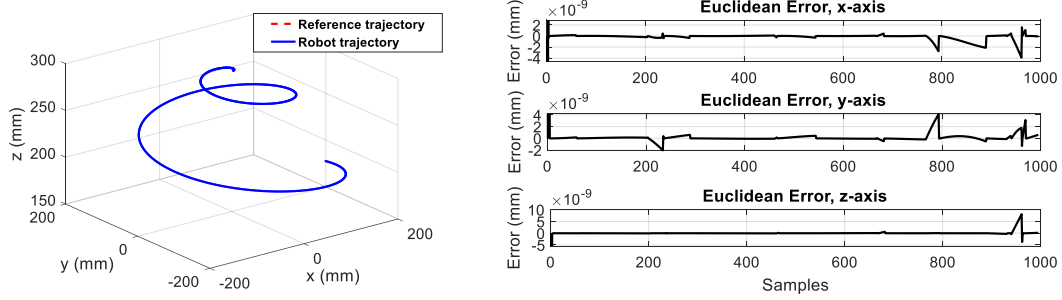 Reference trajectory
Robot trajectory
300
250
200
150
z (mm)
200
0
-200
y (mm)
-200
0
200
x (mm)
×10⁻⁹
Euclidean Error, x-axis
Error (mm)
2
0
-2
-4
0 200 400 600 800 1000
×10⁻⁹
Euclidean Error, y-axis
Error (mm)
4
2
0
-2
0 200 400 600 800 1000
×10⁻⁹
Euclidean Error, z-axis
Error (mm)
10
5
0
-5
0 200 400 600 800 1000
Samples